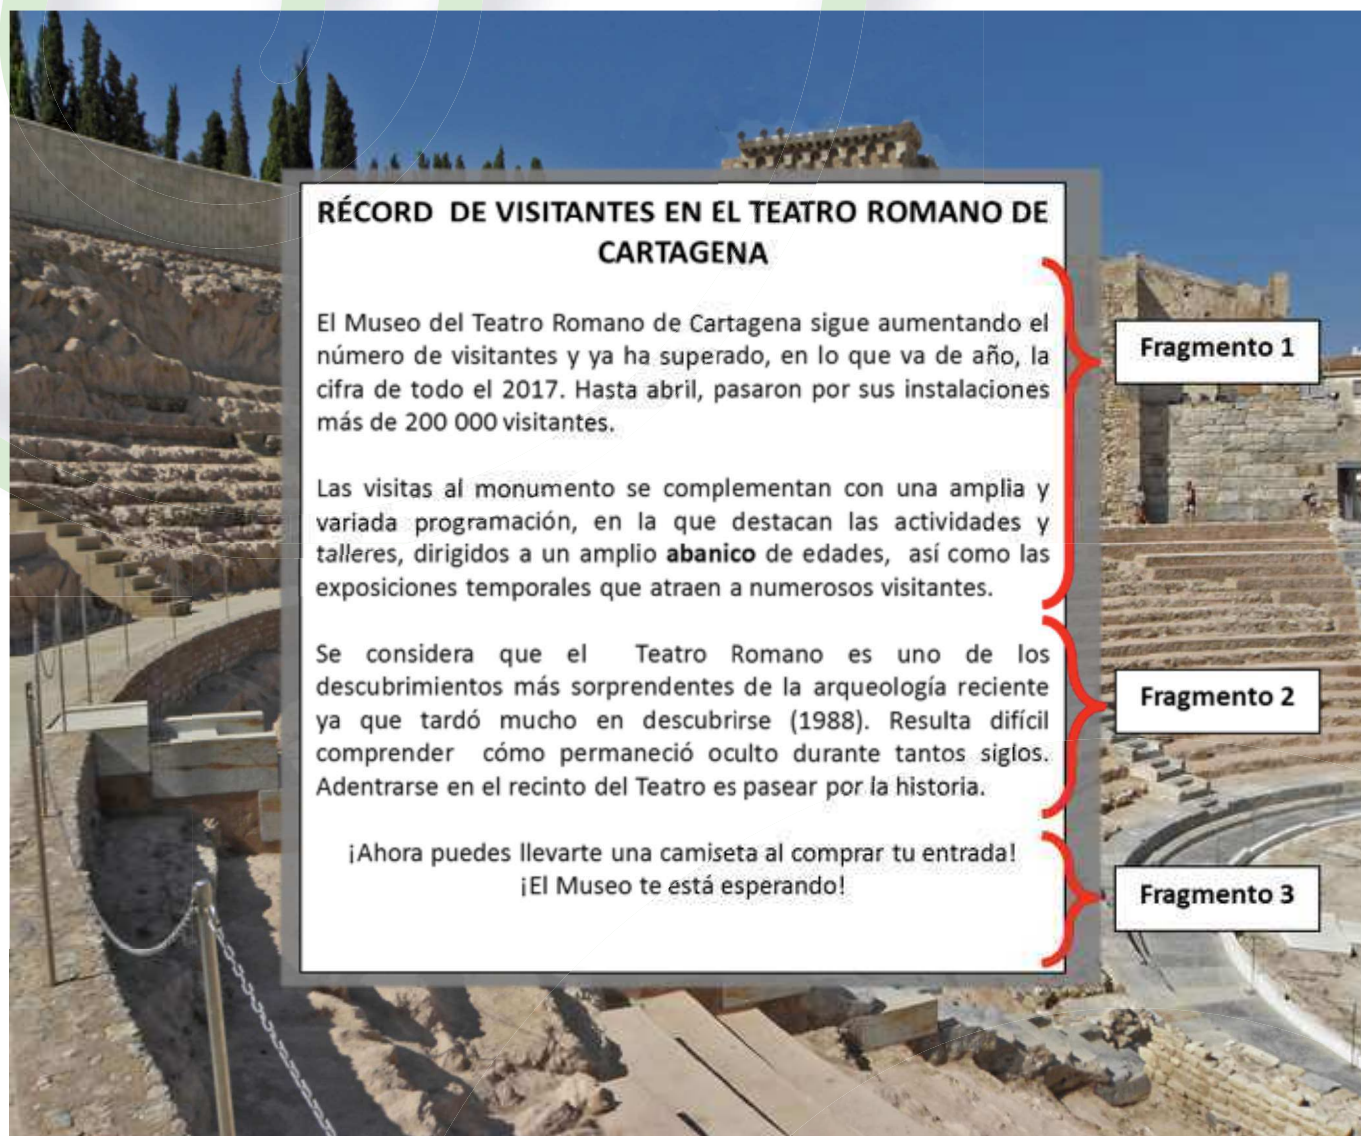 RÉCORD DE VISITANTES EN EL TEATRO ROMANO DE
CARTAGENA
El Museo del Teatro Romano de Cartagena sigue aumentando el
número de visitantes y ya ha superado, en lo que va de año, la
cifra de todo el 2017. Hasta abril, pasaron por sus instalaciones
más de 200 000 visitantes.
Fragmento 1
Las visitas al monumento se complementan con una amplia y
variada programación, en la que destacan las actividades y
talleres, dirigidos a un amplio abanico de edades, así como las
exposiciones temporales que atraen a numerosos visitantes.
Se considera que el Teatro Romano es uno de los
descubrimientos más sorprendentes de la arqueología reciente
ya que tardó mucho en descubrirse (1988). Resulta difícil
comprender cómo permaneció oculto durante tantos siglos.
Adentrarse en el recinto del Teatro es pasear por la historia.
Fragmento 2
¡Ahora puedes llevarte una camiseta al comprar tu entrada!
¡El Museo te está esperando!
Fragmento 3